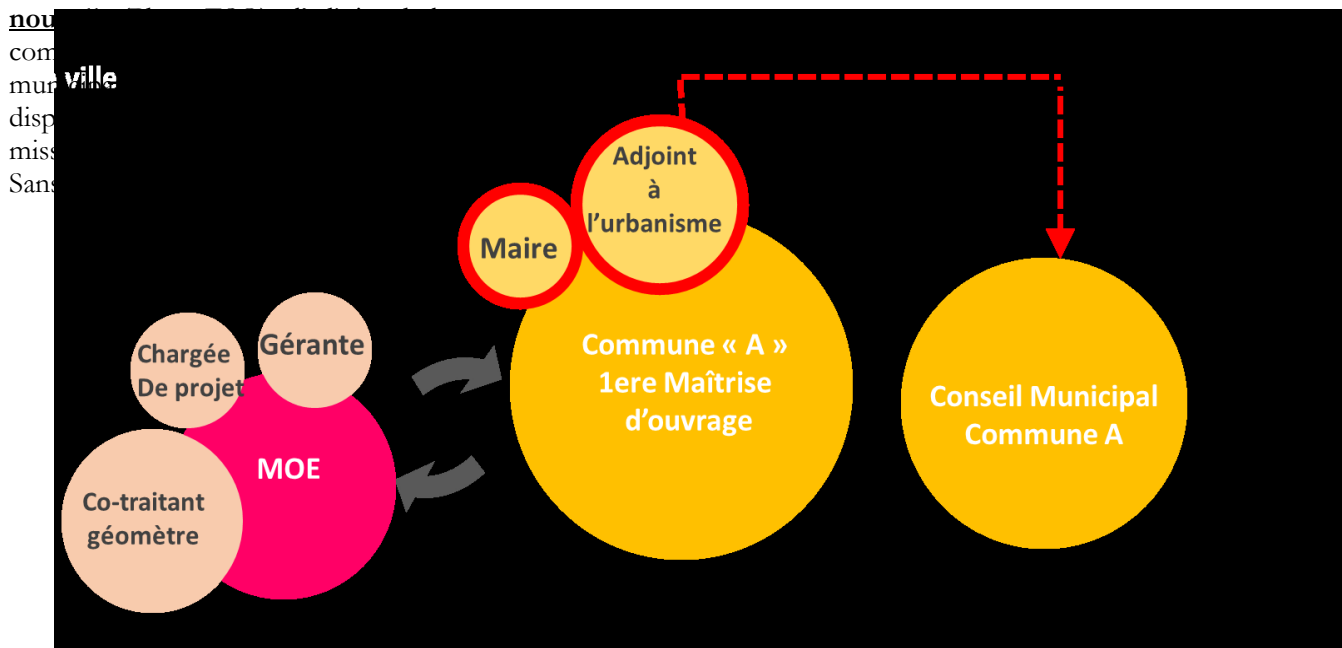 ville
Adjoint
à
l'urbanisme
Maire
Chargée
De projet
Gérante
Commune « A »
1ere Maîtrise
d'ouvrage
Conseil Municipal
Commune A
MOE
Co-traitant
géomètre